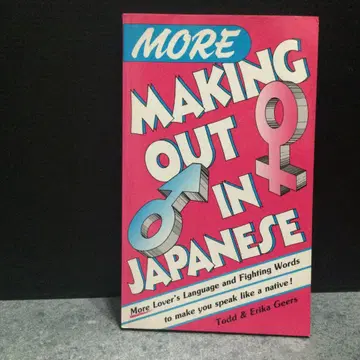 MORE
MAKING
OUT
IN
JAPANESE
More Lover's Language and Fighting Words
to make you speak like a native!
Todd & Erika Geers